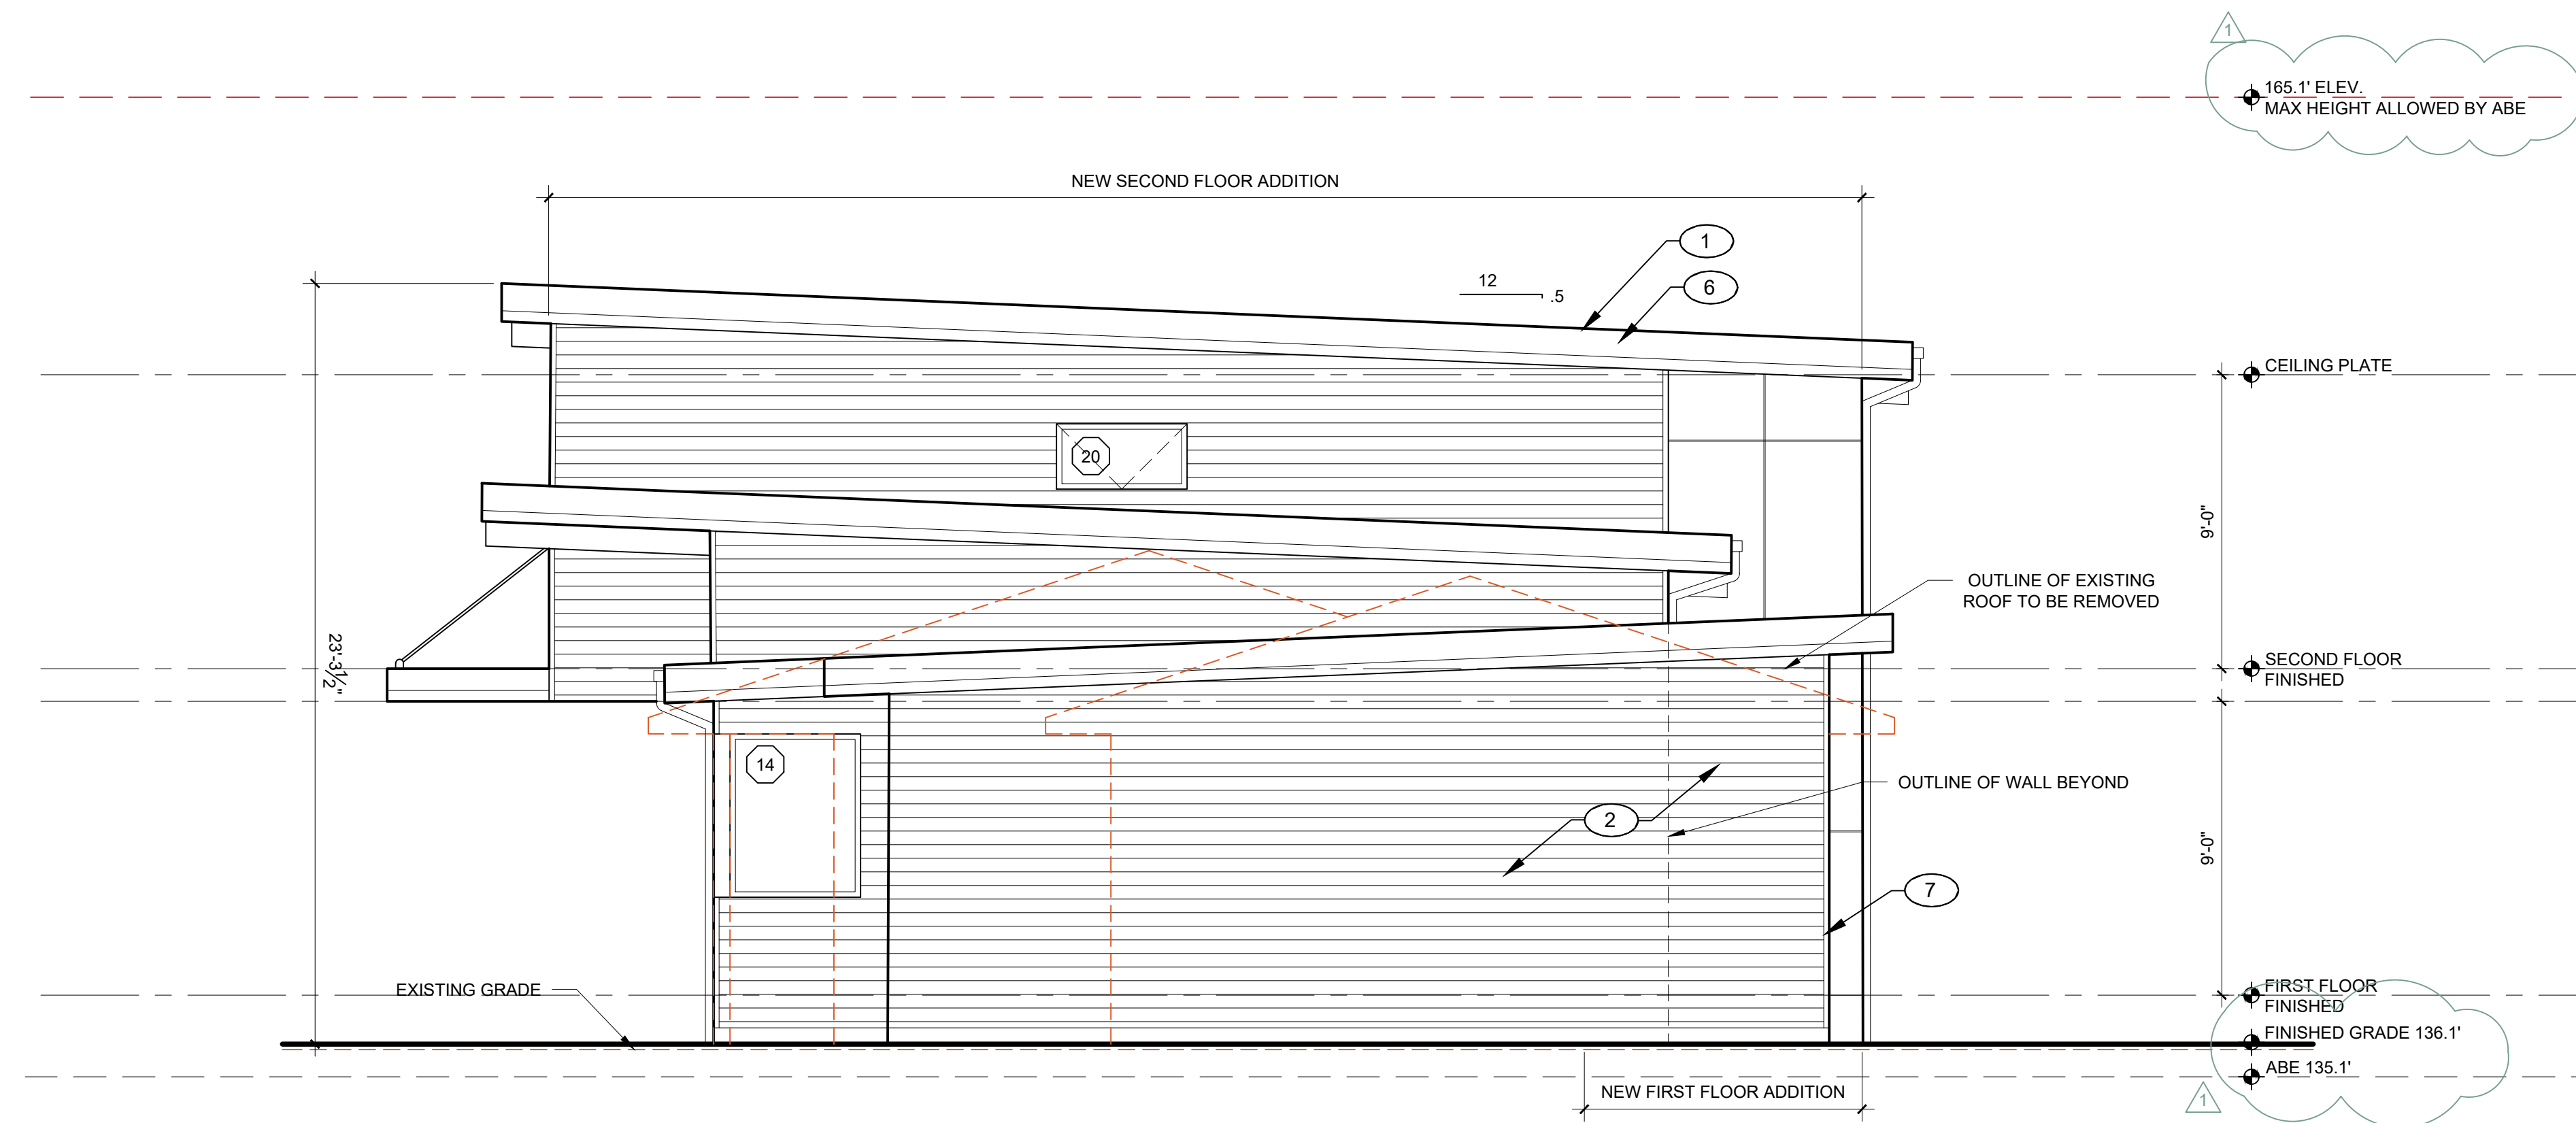 1
165.1' ELEV.
MAX HEIGHT ALLOWED BY ABE
NEW SECOND FLOOR ADDITION
1
12
.5
6
CEILING PLATE
20
9'-0"
OUTLINE OF EXISTING
ROOF TO BE REMOVED
23'-3½"
SECOND FLOOR
FINISHED
14
OUTLINE OF WALL BEYOND
2
9'-0"
7
EXISTING GRADE
FIRST FLOOR
FINISHED
FINISHED GRADE 136.1'
ABE 135.1'
NEW FIRST FLOOR ADDITION
1